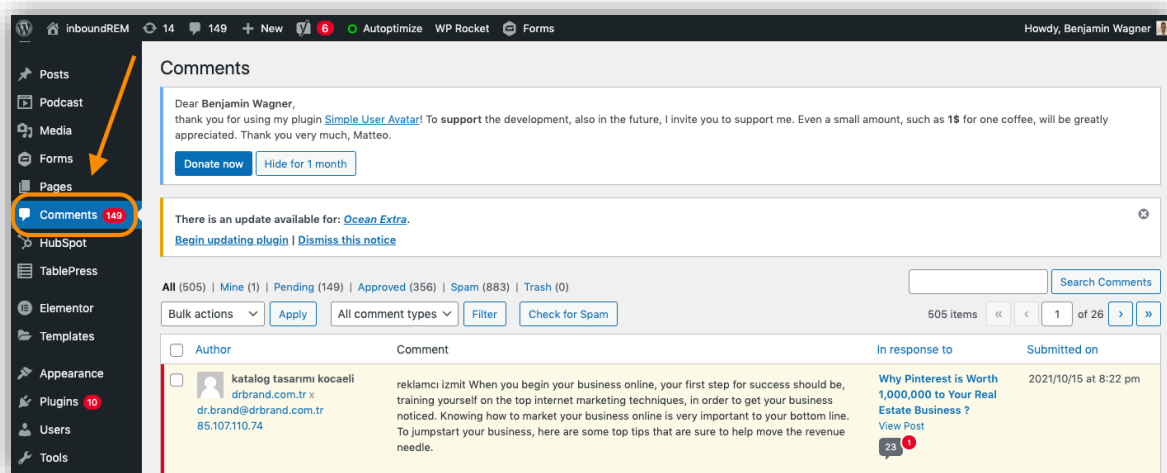 inboundREM 14 149 + New 6 Autoptimize WP Rocket Forms Howdy, Benjamin Wagner
Posts
Podcast
Media
Forms
Pages
Comments 149
HubSpot
TablePress
Elementor
Templates
Appearance
Plugins 10
Users
Tools
Comments
Dear Benjamin Wagner,
thank you for using my plugin Simple User Avatar! To support the development, also in the future, I invite you to support me. Even a small amount, such as 1$ for one coffee, will be greatly
appreciated. Thank you very much, Matteo.
Donate now Hide for 1 month
There is an update available for: Ocean Extra.
Begin updating plugin | Dismiss this notice
All (505) | Mine (1) | Pending (149) | Approved (356) | Spam (883) | Trash (0)
Search Comments
Bulk actions Apply All comment types Filter Check for Spam 505 items « ‹ 1 of 26 › »
Author Comment In response to Submitted on
katalog tasarımı kocaeli
drbrand.com.tr x
dr.brand@drbrand.com.tr
85.107.110.74
reklamcı izmit When you begin your business online, your first step for success should be,
training yourself on the top internet marketing techniques, in order to get your business
noticed. Knowing how to market your business online is very important to your bottom line.
To jumpstart your business, here are some top tips that are sure to help move the revenue
needle.
Why Pinterest is Worth
1,000,000 to Your Real
Estate Business ?
View Post
23 1
2021/10/15 at 8:22 pm